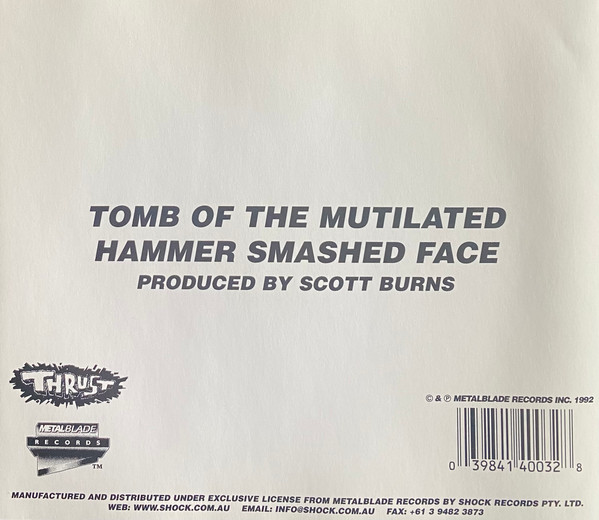 TOMB OF THE MUTILATED
HAMMER SMASHED FACE
PRODUCED BY SCOTT BURNS
THRUST
METALBLADE
RECORDS
TM
© & ℗ METALBLADE RECORDS INC. 1992
0 39841 40032 8
MANUFACTURED AND DISTRIBUTED UNDER EXCLUSIVE LICENSE FROM METALBLADE RECORDS BY SHOCK RECORDS PTY. LTD.
WEB: WWW.SHOCK.COM.AU EMAIL: INFO@SHOCK.COM.AU FAX: +61 3 9482 3873